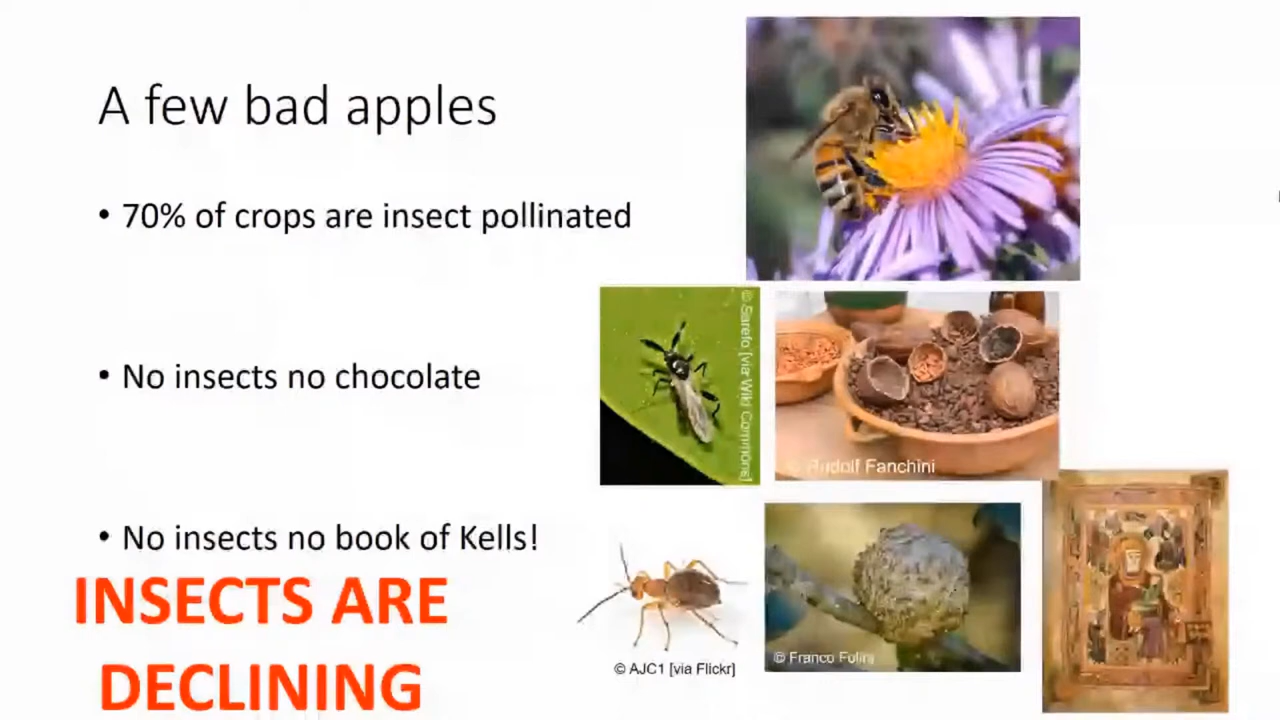 A few bad apples
• 70% of crops are insect pollinated
© Sarefo [via Wiki Commons]
• No insects no chocolate
© Rudolf Fanchini
• No insects no book of Kells!
INSECTS ARE
DECLINING
© AJC1 [via Flickr]
© Franco Folini